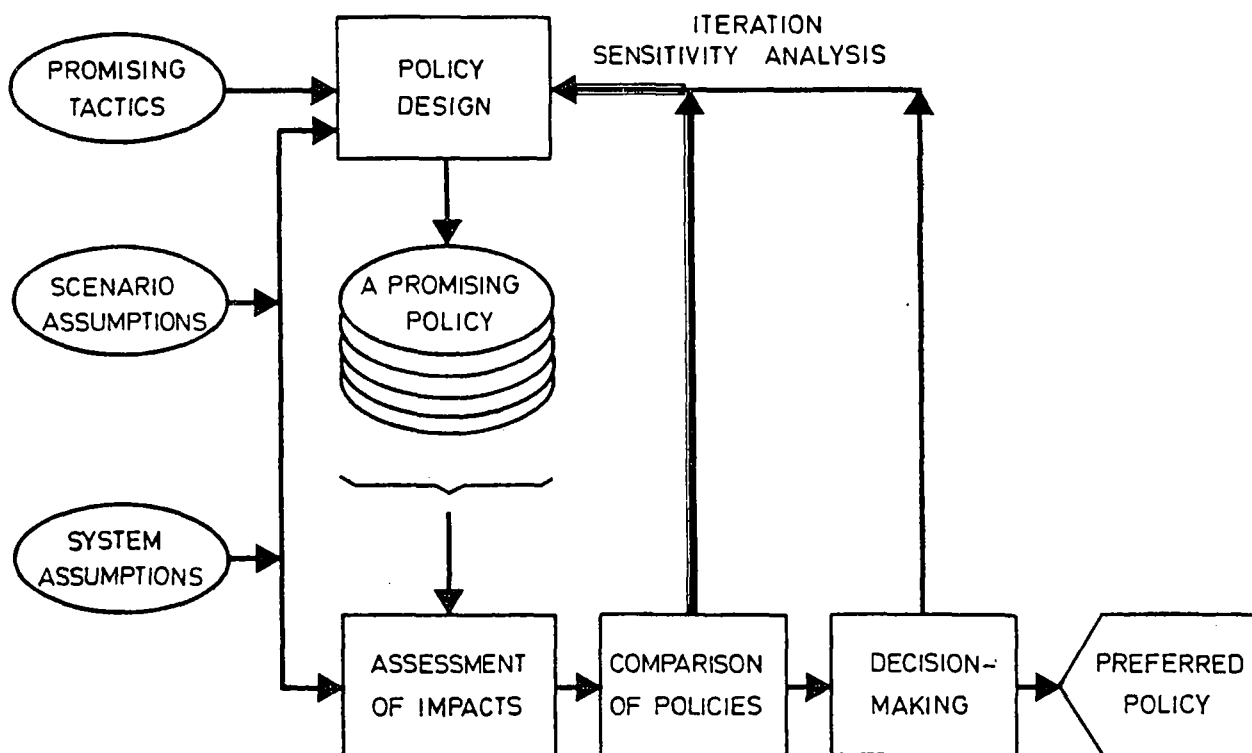 ITERATION
SENSITIVITY ANALYSIS
PROMISING
TACTICS
POLICY
DESIGN
SCENARIO
ASSUMPTIONS
A PROMISING
POLICY
SYSTEM
ASSUMPTIONS
ASSESSMENT
OF IMPACTS
COMPARISON
OF POLICIES
DECISION-
MAKING
PREFERRED
POLICY